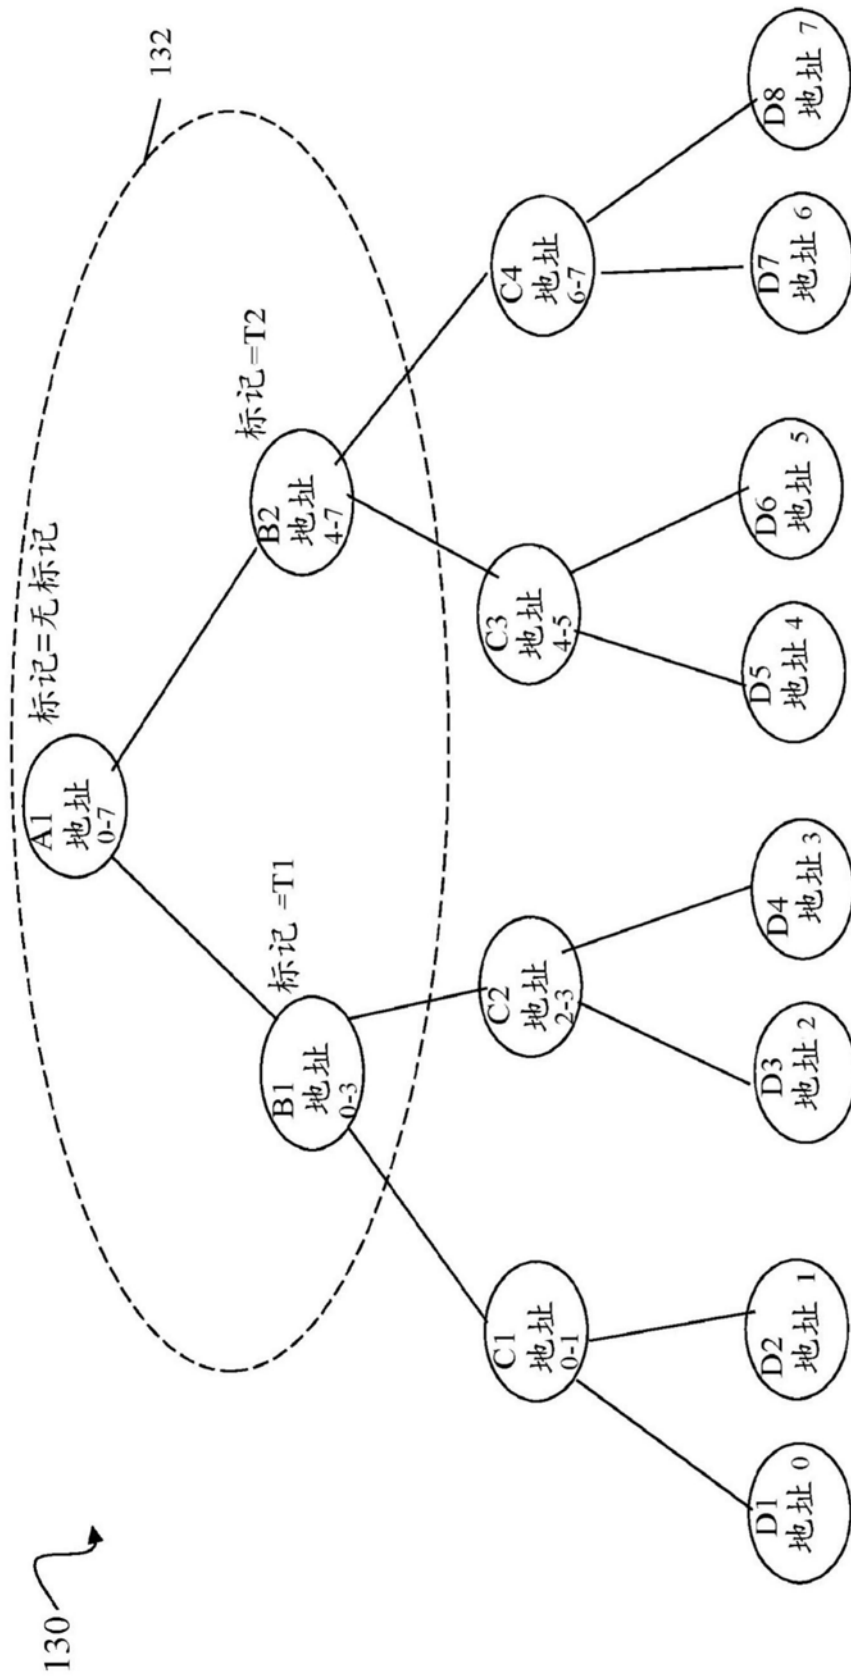 130
132
A1
地址
0-7
标记=无标记
B1
地址
0-3
标记 =T1
B2
地址
4-7
标记 =T2
C1
地址
0-1
C2
地址
2-3
C3
地址
4-5
C4
地址
6-7
D1
地址 0
D2
地址 1
D3
地址 2
D4
地址 3
D5
地址 4
D6
地址 5
D7
地址 6
D8
地址 7